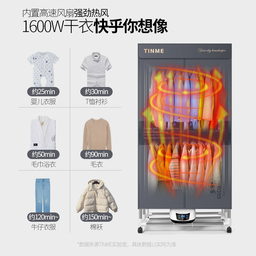 内置高速风扇强劲热风
1600W干衣快乎你想像
TiNME
约25min
婴儿衣服
约30min
T恤衬衫
约50min
毛巾浴衣
约90min
毛衣
约120min~
牛仔衣服
约150min~
棉袄